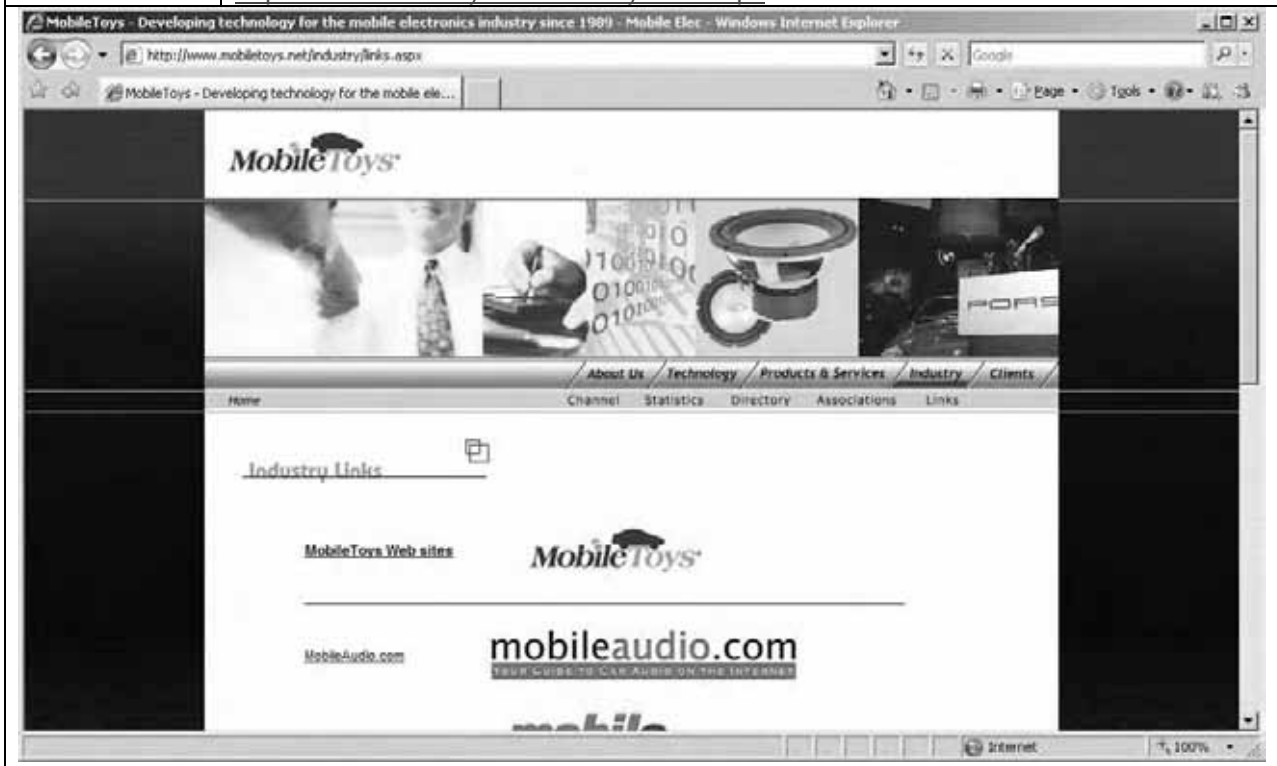 MobileToys - Developing technology for the mobile electronics industry since 1989 - Mobile Elec - Windows Internet Explorer
http://www.mobiletoys.net/industry/links.aspx
Google
MobileToys - Developing technology for the mobile ele...
Page
Tools
MobileToys
PORS
About Us Technology Products & Services Industry Clients
Home Channel Statistics Directory Associations Links
Industry Links
MobileToys Web sites
MobileToys
MobileAudio.com
mobileaudio.com
YOUR GUIDE TO CAR AUDIO ON THE INTERNET
mobile
Internet
100%